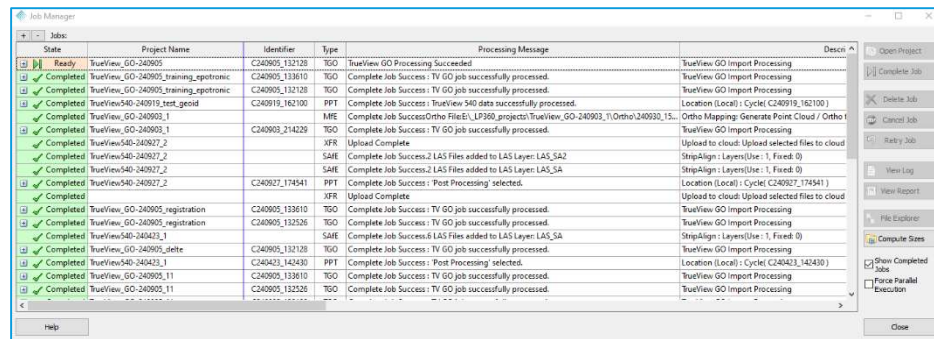 Job Manager
+ - Jobs:
State Project Name Identifier Type Processing Message Descri
Ready TrueView_GO-240905 C240905_132128 TGO TrueView GO Processing Succeeded TrueView GO Import Processing
Completed TrueView_GO-240905_training_epotronic C240905_133610 TGO Complete Job Success : TV GO job successfully processed. TrueView GO Import Processing
Completed TrueView_GO-240905_training_epotronic C240905_132128 TGO Complete Job Success : TV GO job successfully processed. TrueView GO Import Processing
Completed TrueView540-240919_test_geoid C240919_162100 PPT Complete Job Success : TrueView 540 data successfully processed. Location (Local) : Cycle( C240919_162100 )
Completed TrueView_GO-240903_1 MfE Complete Job SuccessOrtho File:E:\_LP360_projects\TrueView_GO-240903_1\Ortho\240930_15... Ortho Mapping: Generate Point Cloud / Ortho f
Completed TrueView_GO-240903_1 C240903_214229 TGO Complete Job Success : TV GO job successfully processed. TrueView GO Import Processing
Completed TrueView540-240927_2 XFR Upload Complete Upload to cloud: Upload selected files to cloud
Completed TrueView540-240927_2 SAfE Complete Job Success.2 LAS Files added to LAS Layer: LAS_SA2 StripAlign : Layers(Use : 1, Fixed: 0)
Completed TrueView540-240927_2 SAfE Complete Job Success.2 LAS Files added to LAS Layer: LAS_SA StripAlign : Layers(Use : 1, Fixed: 0)
Completed TrueView540-240927_2 C240927_174541 PPT Complete Job Success : 'Post Processing' selected. Location (Local) : Cycle( C240927_174541 )
Completed XFR Upload Complete Upload to cloud: Upload selected files to cloud
Completed TrueView_GO-240905_registration C240905_133610 TGO Complete Job Success : TV GO job successfully processed. TrueView GO Import Processing
Completed TrueView_GO-240905_registration C240905_132526 TGO Complete Job Success : TV GO job successfully processed. TrueView GO Import Processing
Completed TrueView540-240423_1 SAfE Complete Job Success.6 LAS Files added to LAS Layer: LAS_SA StripAlign : Layers(Use : 1, Fixed: 0)
Completed TrueView_GO-240905_delte C240905_132128 TGO Complete Job Success : TV GO job successfully processed. TrueView GO Import Processing
Completed TrueView540-240423_1 C240423_142430 PPT Complete Job Success : 'Post Processing' selected. Location (Local) : Cycle( C240423_142430 )
Completed TrueView_GO-240905_11 C240905_133610 TGO Complete Job Success : TV GO job successfully processed. TrueView GO Import Processing
Completed TrueView_GO-240905_11 C240905_132526 TGO Complete Job Success : TV GO job successfully processed. TrueView GO Import Processing
Open Project
Complete Job
Delete Job
Cancel Job
Retry Job
View Log
View Report
File Explorer
Compute Sizes
Show Completed
Jobs
Force Parallel
Execution
Help
Close